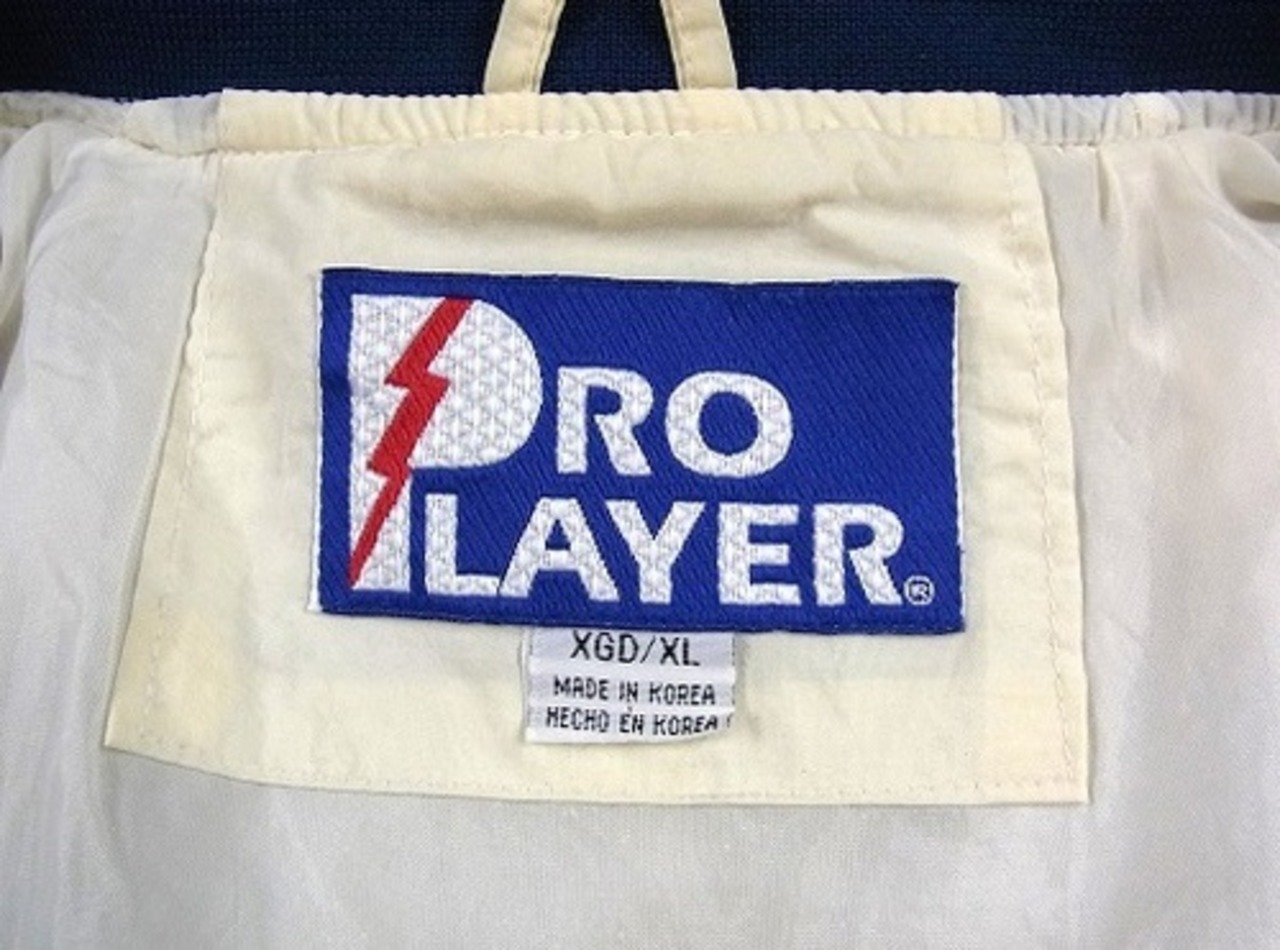 PRO
PLAYER®
XGD/XL
MADE IN KOREA
HECHO EN KOREA